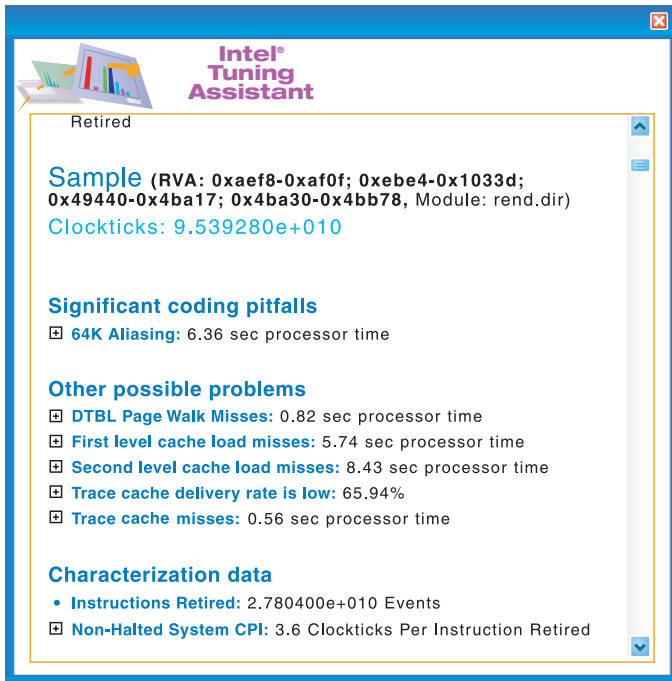 Intel®
Tuning
Assistant
Retired
Sample (RVA: 0xaef8-0xaf0f; 0xebe4-0x1033d;
0x49440-0x4ba17; 0x4ba30-0x4bb78, Module: rend.dir)
Clockticks: 9.539280e+010
Significant coding pitfalls
64K Aliasing: 6.36 sec processor time
Other possible problems
DTBL Page Walk Misses: 0.82 sec processor time
First level cache load misses: 5.74 sec processor time
Second level cache load misses: 8.43 sec processor time
Trace cache delivery rate is low: 65.94%
Trace cache misses: 0.56 sec processor time
Characterization data
• Instructions Retired: 2.780400e+010 Events
Non-Halted System CPI: 3.6 Clockticks Per Instruction Retired